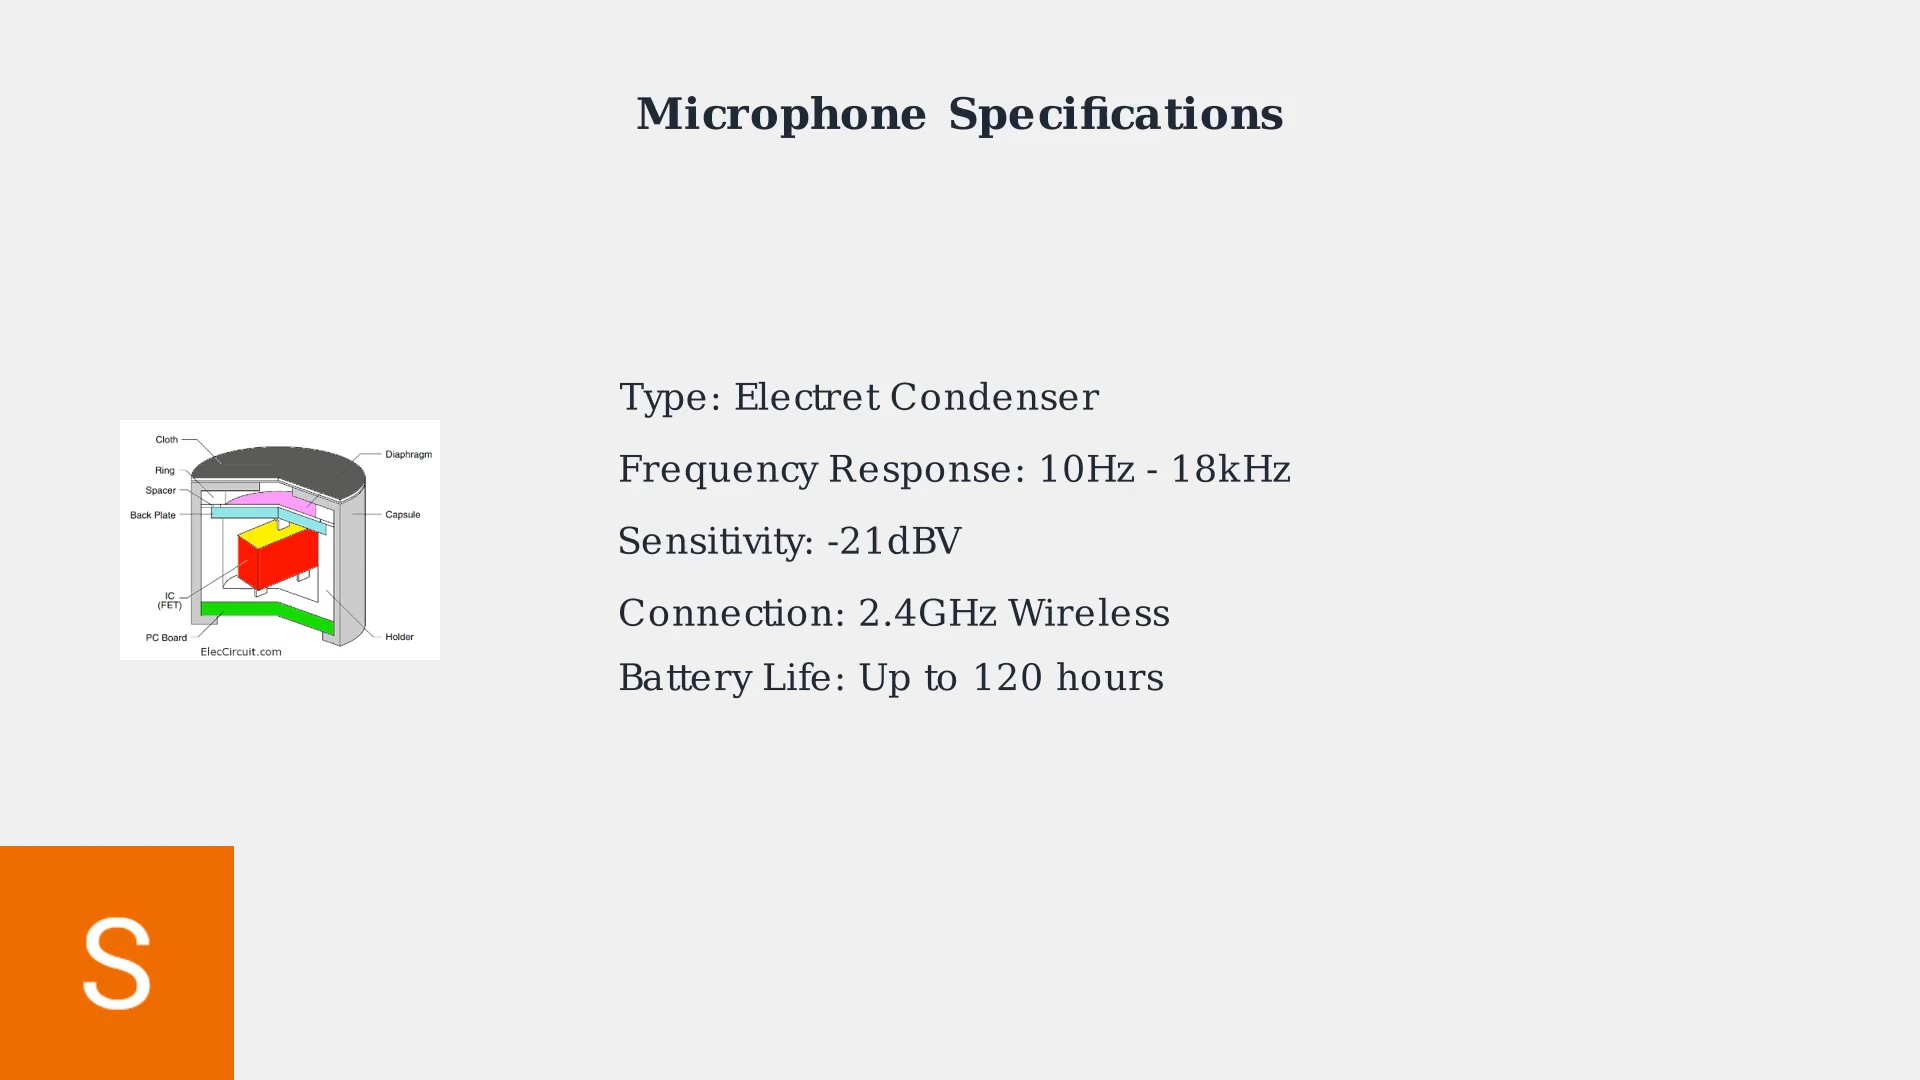 Microphone Specifications
Type: Electret Condenser
Frequency Response: 10Hz - 18kHz
Sensitivity: -21dBV
Connection: 2.4GHz Wireless
Battery Life: Up to 120 hours
Cloth
Ring
Spacer
Back Plate
IC
(FET)
PC Board
Diaphragm
Capsule
Holder
ElecCircuit.com
S